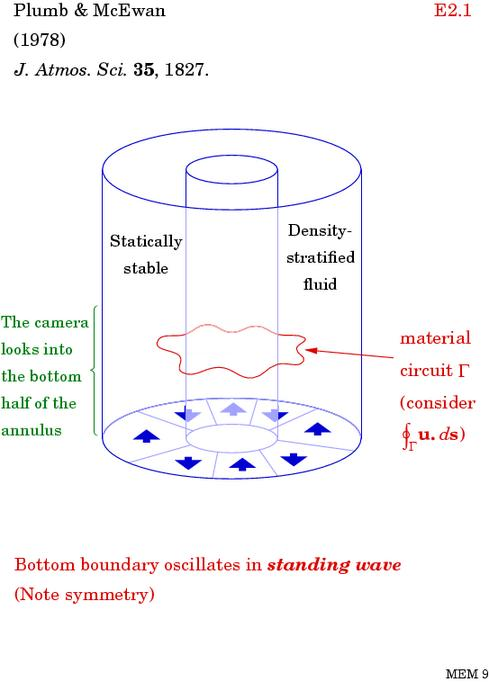 Plumb & McEwan
E2.1
(1978)
J. Atmos. Sci. 35, 1827.
Statically
stable
Density-
stratified
fluid
The camera
looks into
the bottom
half of the
annulus
material
circuit Γ
(consider
∮Γ u. ds)
Bottom boundary oscillates in standing wave
(Note symmetry)
MEM 9